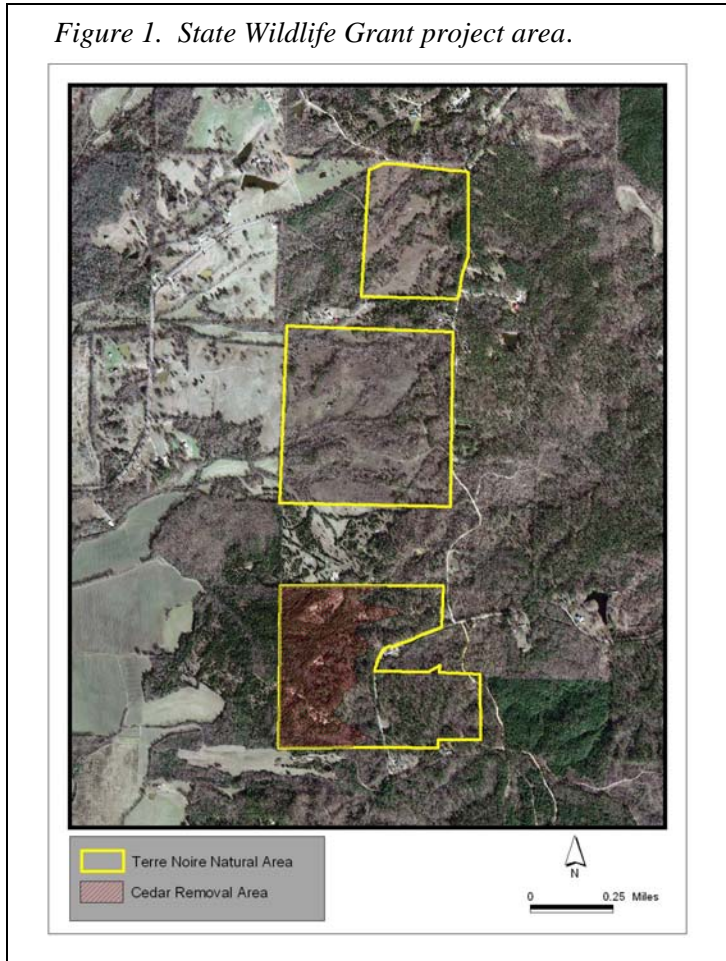 Figure 1. State Wildlife Grant project area.
Terre Noire Natural Area
Cedar Removal Area
N
0 0.25 Miles